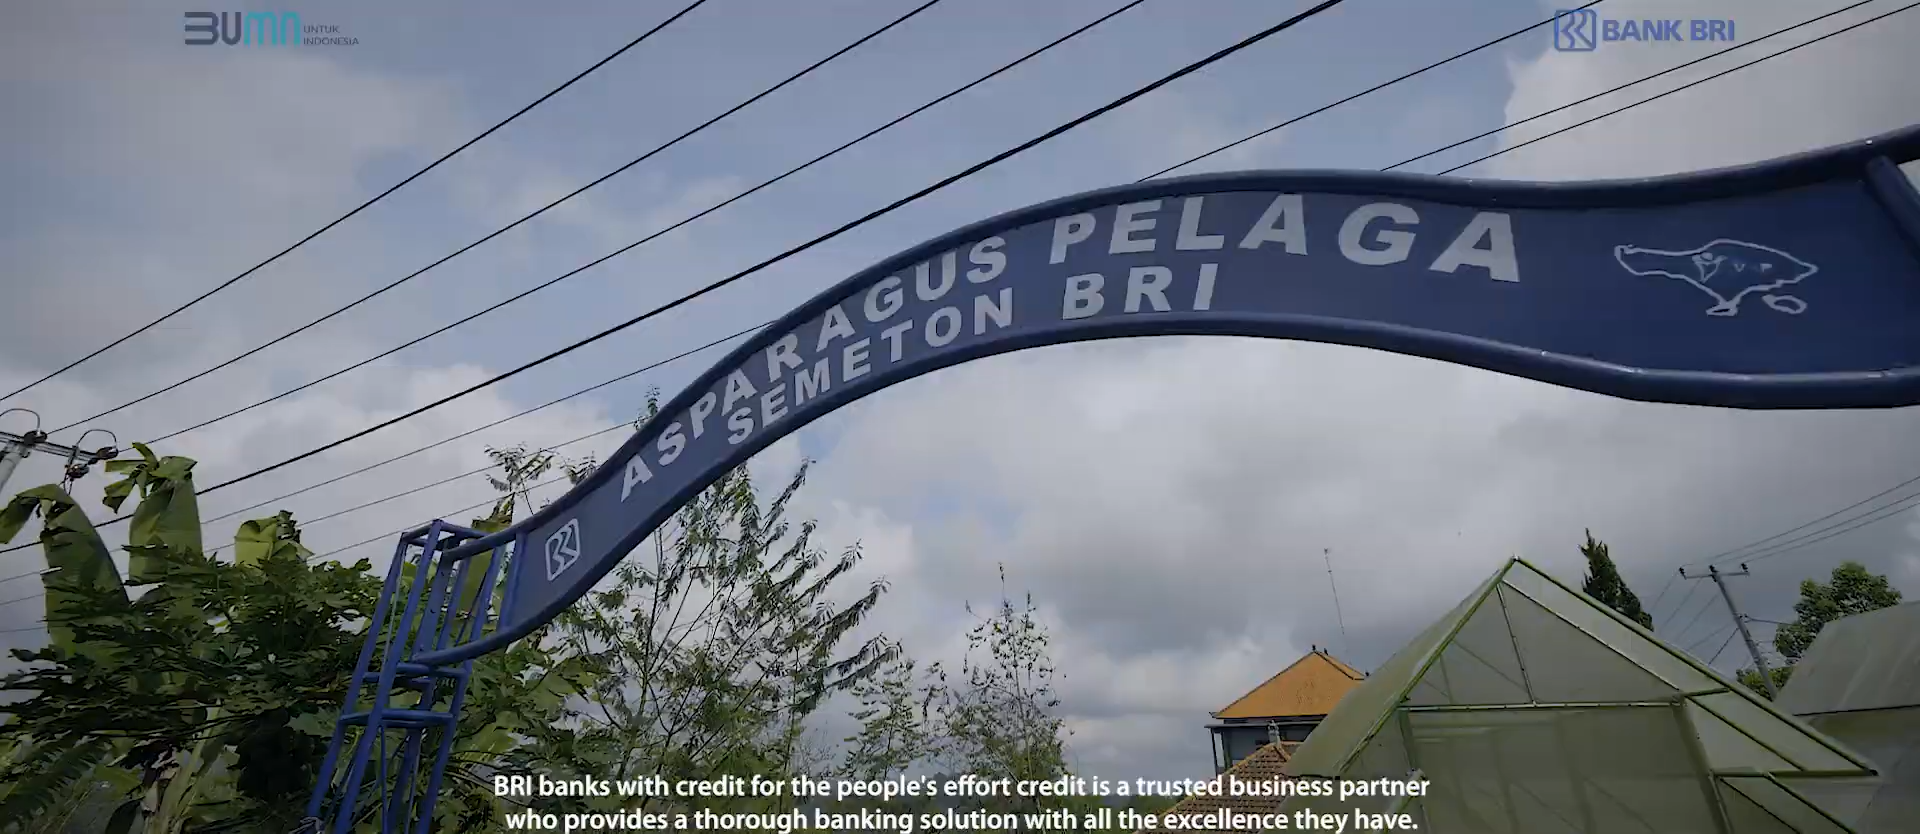 BUMN UNTUK
INDONESIA
BANK BRI
ASPARAGUS PELAGA
SEMETON BRI
BRI banks with credit for the people's effort credit is a trusted business partner
who provides a thorough banking solution with all the excellence they have.